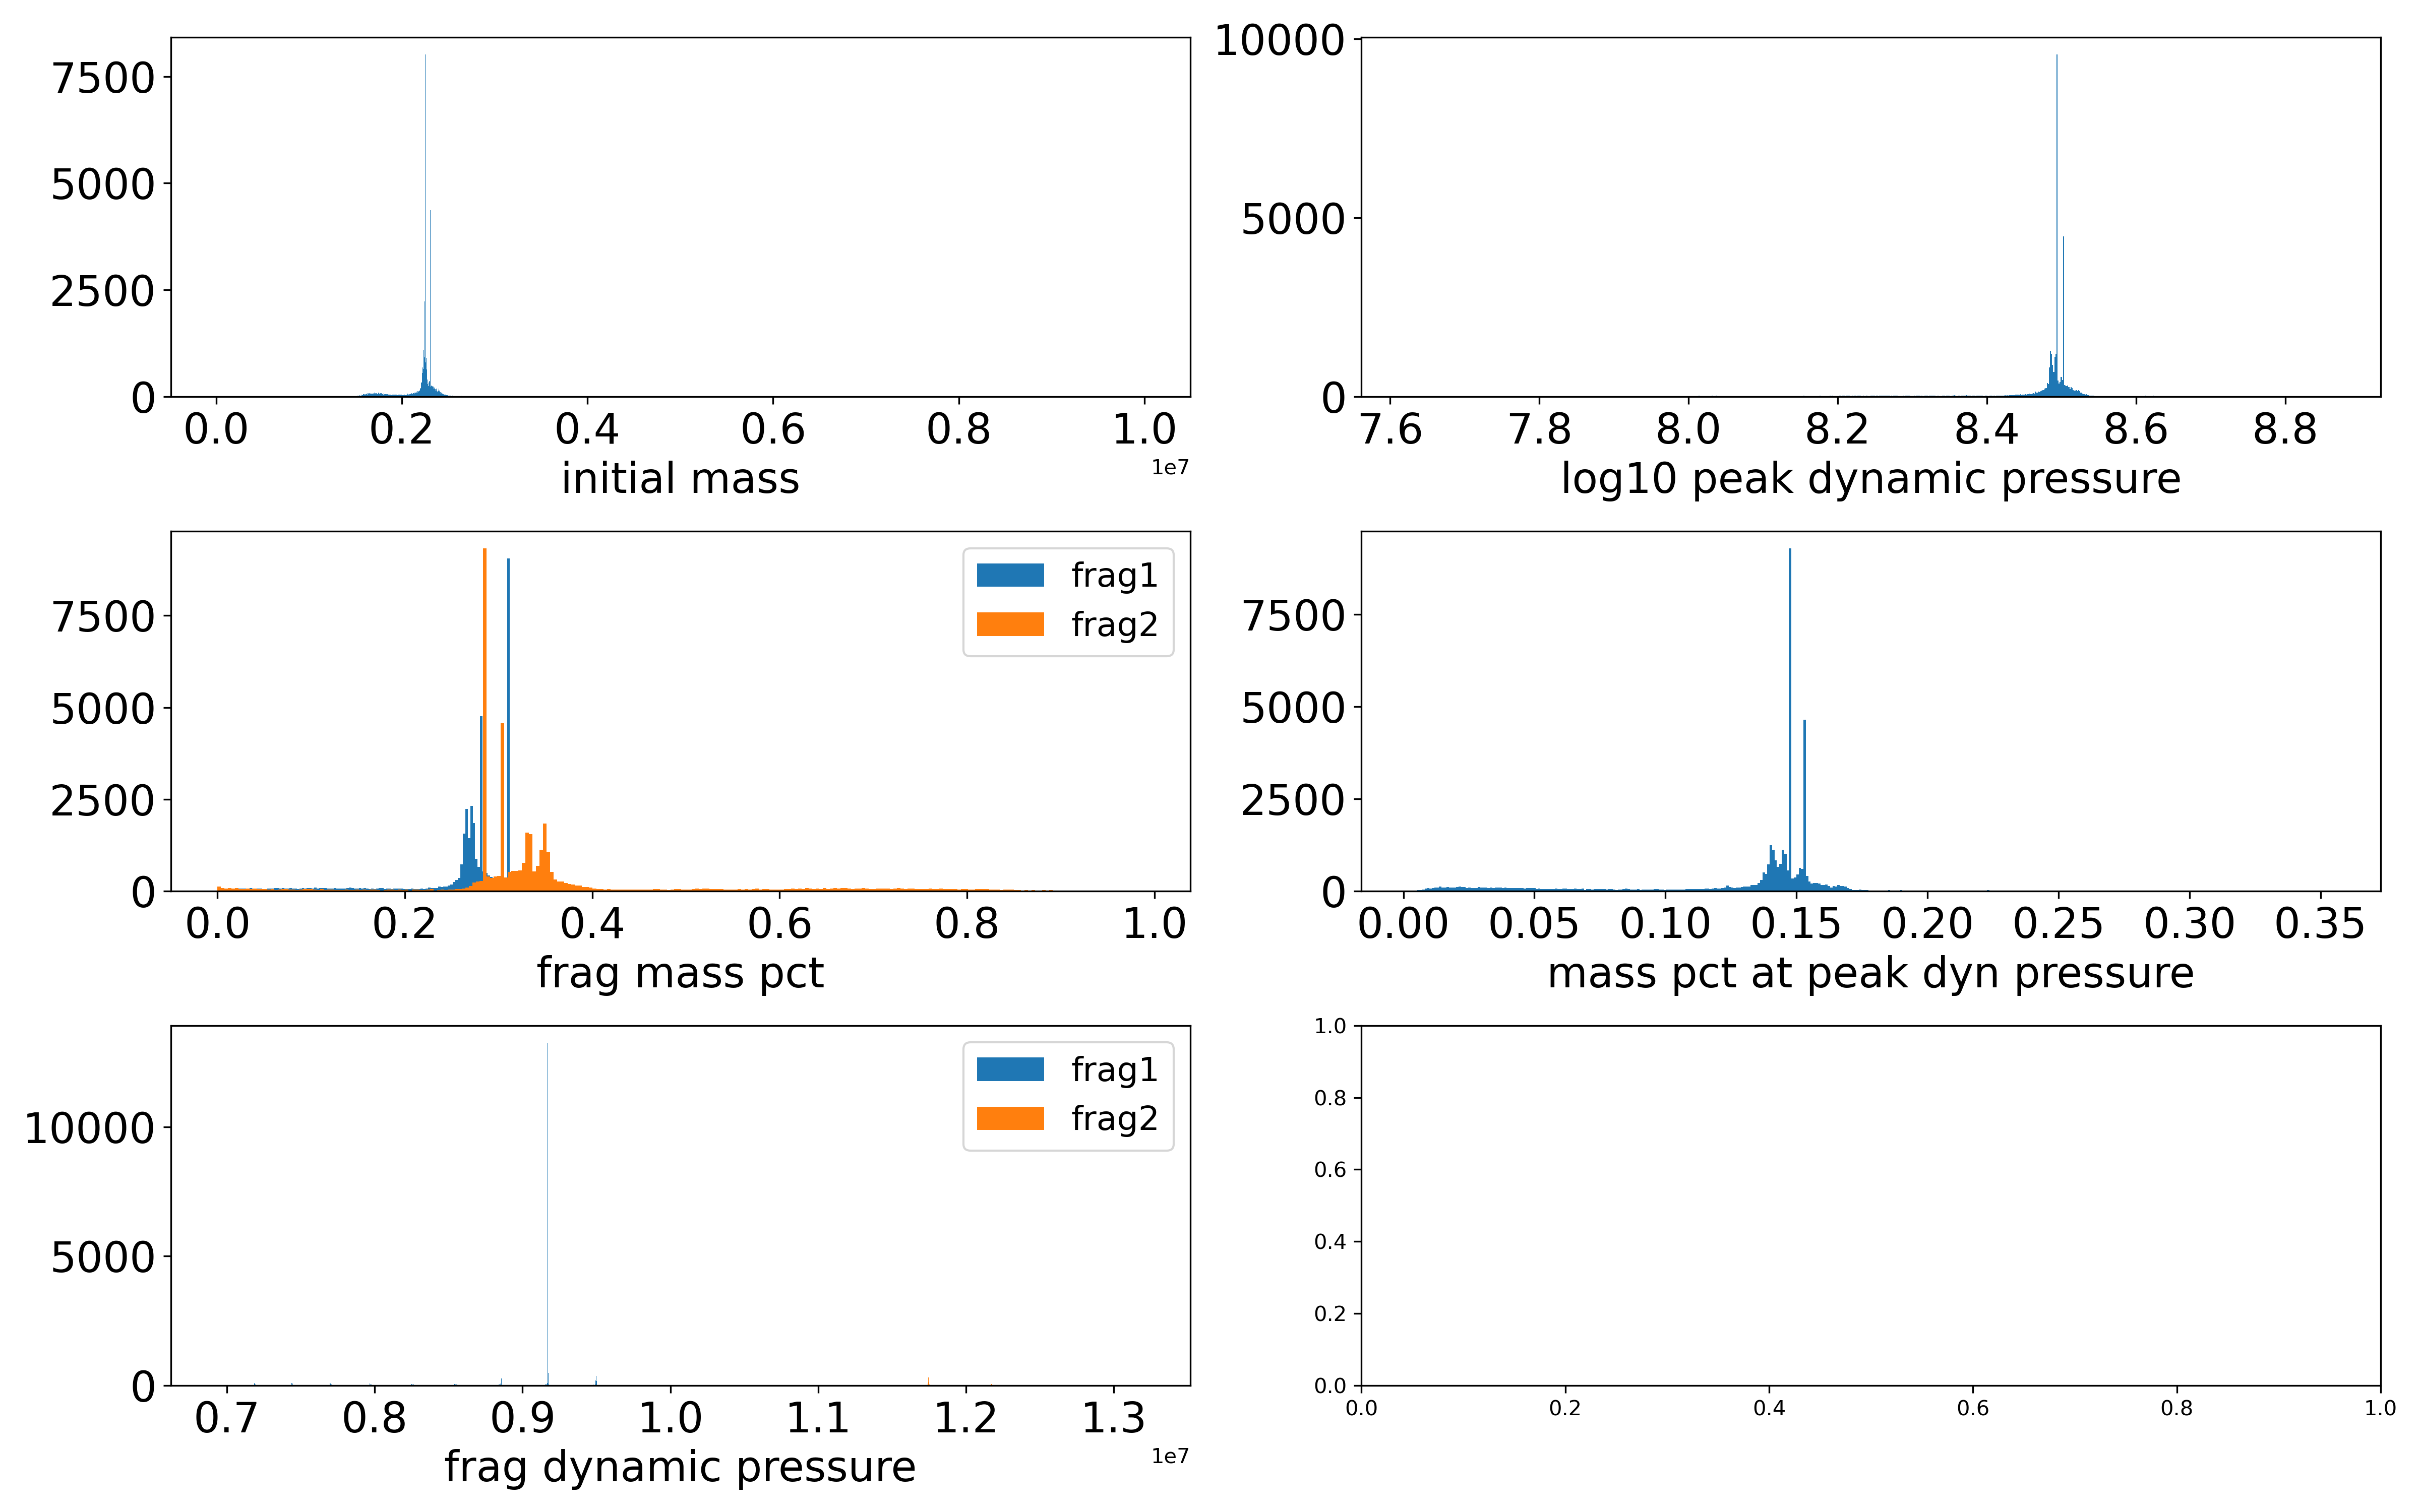 7500
5000
2500
0
0.0 0.2 0.4 0.6 0.8 1.0
1e7
initial mass
10000
5000
0
7.6 7.8 8.0 8.2 8.4 8.6 8.8
log10 peak dynamic pressure
frag1
frag2
7500
5000
2500
0
0.0 0.2 0.4 0.6 0.8 1.0
frag mass pct
7500
5000
2500
0
0.00 0.05 0.10 0.15 0.20 0.25 0.30 0.35
mass pct at peak dyn pressure
frag1
frag2
10000
5000
0
0.7 0.8 0.9 1.0 1.1 1.2 1.3
1e7
frag dynamic pressure
1.0
0.8
0.6
0.4
0.2
0.0
0.0 0.2 0.4 0.6 0.8 1.0